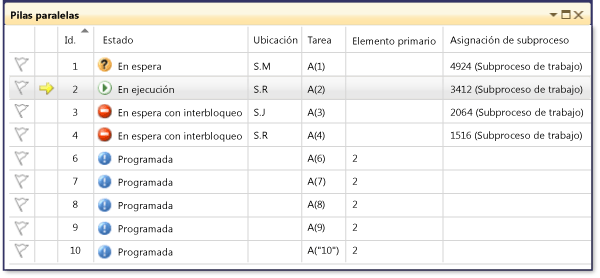 Pilas paralelas
Id. Estado Ubicación Tarea Elemento primario Asignación de subproceso
1 En espera S.M A(1) 4924 (Subproceso de trabajo)
2 En ejecución S.R A(2) 3412 (Subproceso de trabajo)
3 En espera con interbloqueo S.J A(3) 2064 (Subproceso de trabajo)
4 En espera con interbloqueo S.R A(4) 1516 (Subproceso de trabajo)
6 Programada A(6) 2
7 Programada A(7) 2
8 Programada A(8) 2
9 Programada A(9) 2
10 Programada A("10") 2